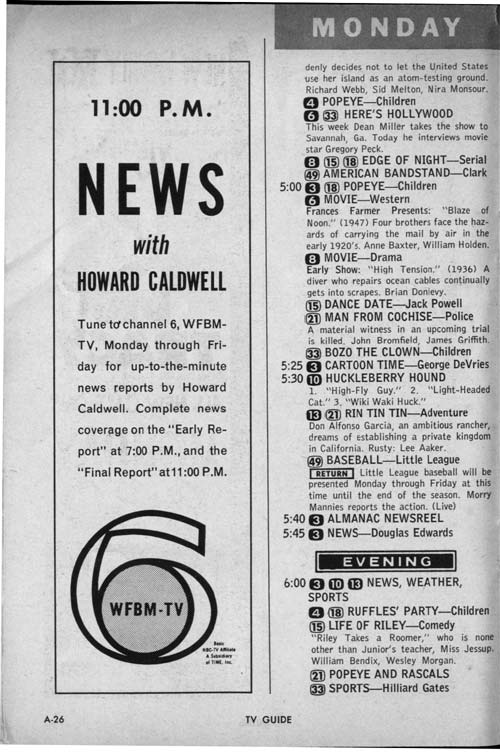 11:00 P.M.
NEWS
with
HOWARD CALDWELL
Tune to channel 6, WFBM-
TV, Monday through Fri-
day for up-to-the-minute
news reports by Howard
Caldwell. Complete news
coverage on the "Early Re-
port" at 7:00 P.M., and the
"Final Report" at 11:00 P.M.
6
WFBM-TV
Basic
NBC-TV Affiliate
A Subsidiary
of TIME, Inc.
A-26
MONDAY
denly decides not to let the United States
use her island as an atom-testing ground.
Richard Webb, Sid Melton, Nira Monsour.
4 POPEYE—Children
6 33 HERE'S HOLLYWOOD
This week Dean Miller takes the show to
Savannah, Ga. Today he interviews movie
star Gregory Peck.
8 15 18 EDGE OF NIGHT—Serial
49 AMERICAN BANDSTAND—Clark
5:00 3 18 POPEYE—Children
6 MOVIE—Western
Frances Farmer Presents: "Blaze of
Noon." (1947) Four brothers face the haz-
ards of carrying the mail by air in the
early 1920's. Anne Baxter, William Holden.
8 MOVIE—Drama
Early Show: "High Tension." (1936) A
diver who repairs ocean cables continually
gets into scrapes. Brian Donlevy.
15 DANCE DATE—Jack Powell
21 MAN FROM COCHISE—Police
A material witness in an upcoming trial
is killed. John Bromfield, James Griffith.
33 BOZO THE CLOWN—Children
5:25 3 CARTOON TIME—George DeVries
5:30 10 HUCKLEBERRY HOUND
1. "High-Fly Guy." 2. "Light-Headed
Cat." 3. "Wiki Waki Huck."
13 21 RIN TIN TIN—Adventure
Don Alfonso Garcia, an ambitious rancher,
dreams of establishing a private kingdom
in California. Rusty: Lee Aaker.
49 BASEBALL—Little League
RETURN Little League baseball will be
presented Monday through Friday at this
time until the end of the season. Morry
Mannies reports the action. (Live)
5:40 3 ALMANAC NEWSREEL
5:45 3 NEWS—Douglas Edwards
EVENING
6:00 3 10 13 NEWS, WEATHER,
SPORTS
4 18 RUFFLES' PARTY—Children
15 LIFE OF RILEY—Comedy
"Riley Takes a Roomer," who is none
other than Junior's teacher, Miss Jessup.
William Bendix, Wesley Morgan.
21 POPEYE AND RASCALS
33 SPORTS—Hilliard Gates
TV GUIDE